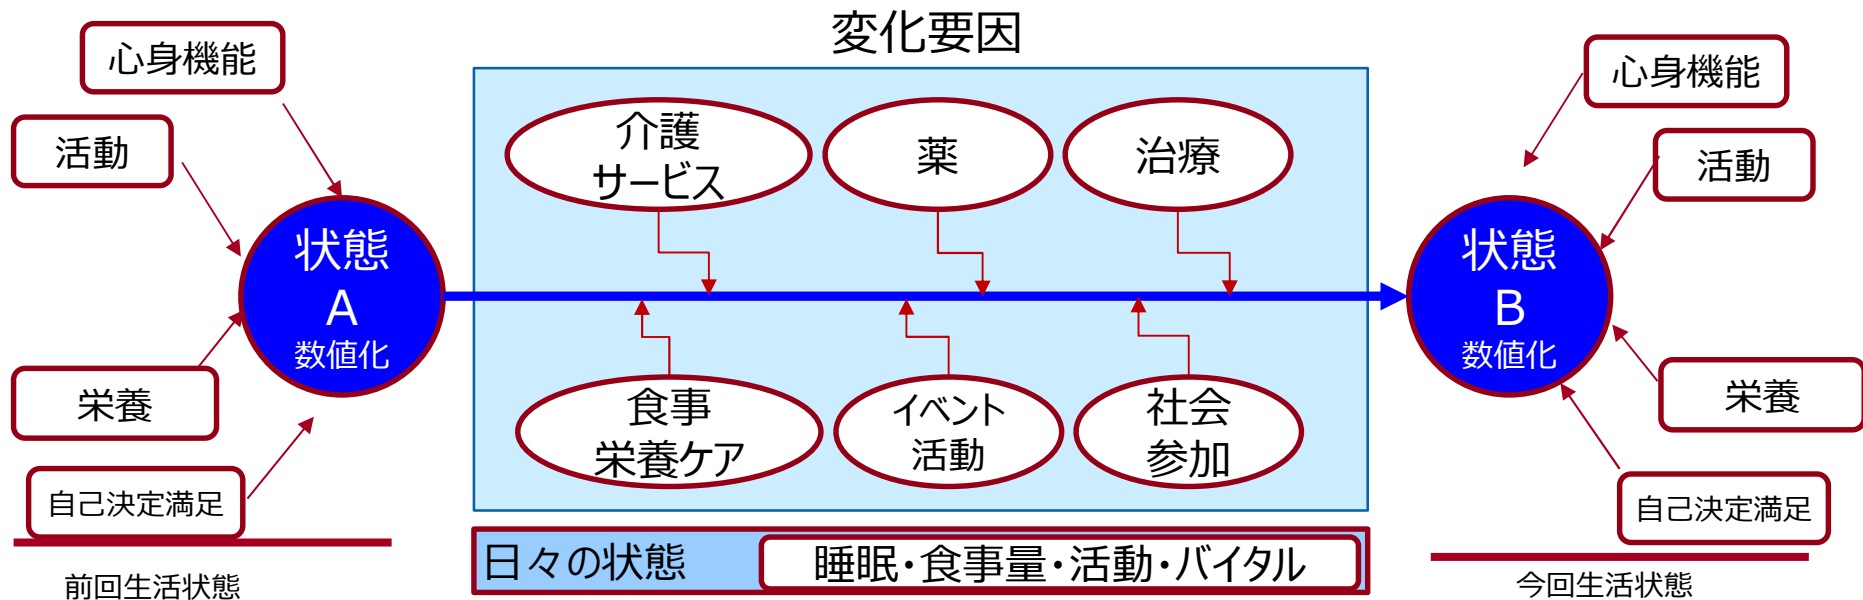 変化要因
心身機能
活動
状態
A
数値化
栄養
自己決定満足
前回生活状態
介護
サービス
薬
治療
食事
栄養ケア
イベント
活動
社会
参加
日々の状態
睡眠・食事量・活動・バイタル
心身機能
活動
状態
B
数値化
栄養
自己決定満足
今回生活状態